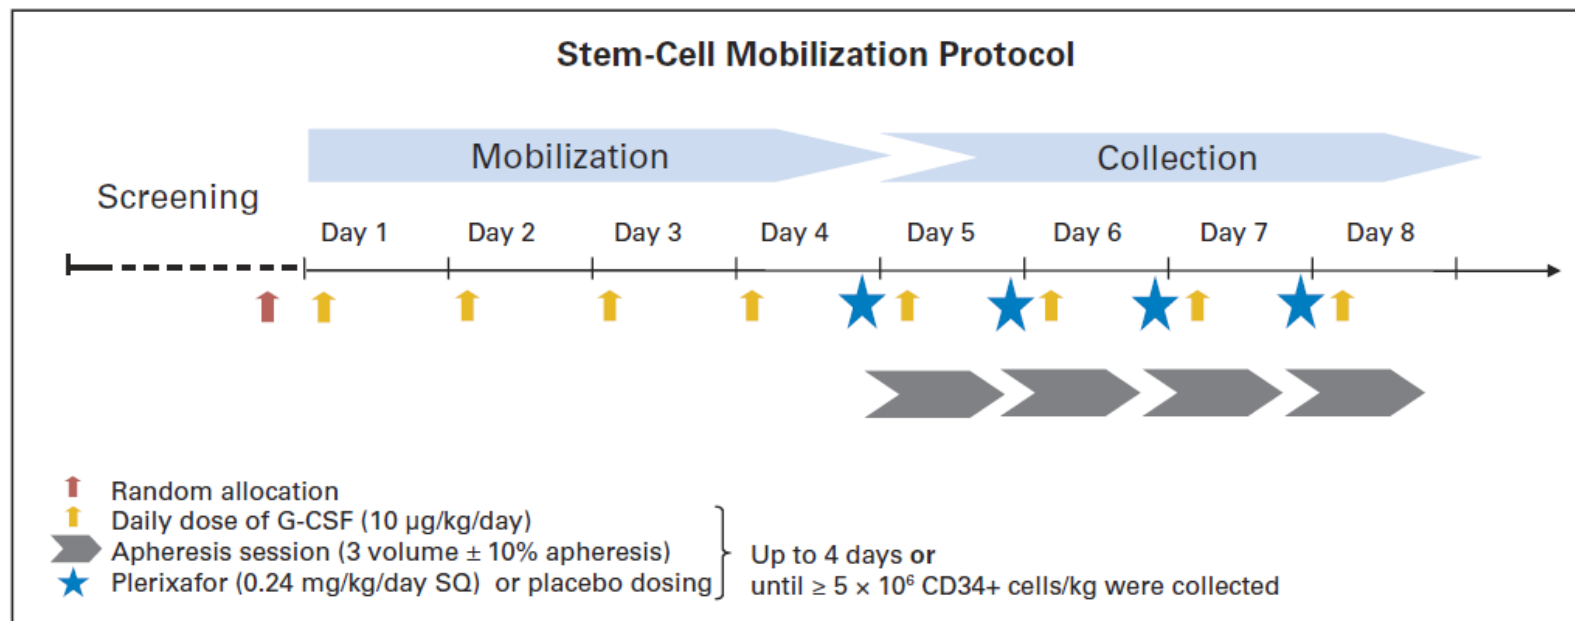 Stem-Cell Mobilization Protocol
Mobilization
Collection
Screening
Day 1
Day 2
Day 3
Day 4
Day 5
Day 6
Day 7
Day 8
Random allocation
Daily dose of G-CSF (10 µg/kg/day)
Apheresis session (3 volume ± 10% apheresis)
Plerixafor (0.24 mg/kg/day SQ) or placebo dosing
Up to 4 days or
until ≥ 5 × 10⁶ CD34+ cells/kg were collected